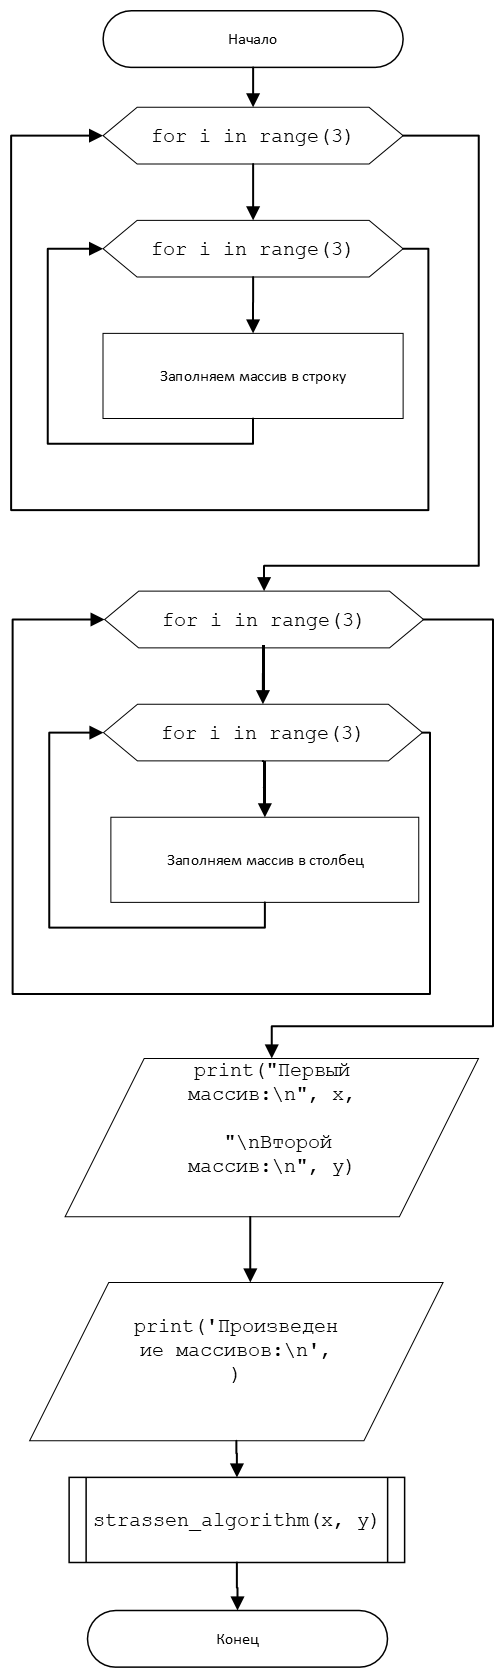 Начало
for i in range(3)
for i in range(3)
Заполняем массив в строку
for i in range(3)
for i in range(3)
Заполняем массив в столбец
print("Первый
массив:\n", x,
"\nВторой
массив:\n", y)
print('Произведен
ие массивов:\n',
)
strassen_algorithm(x, y)
Конец